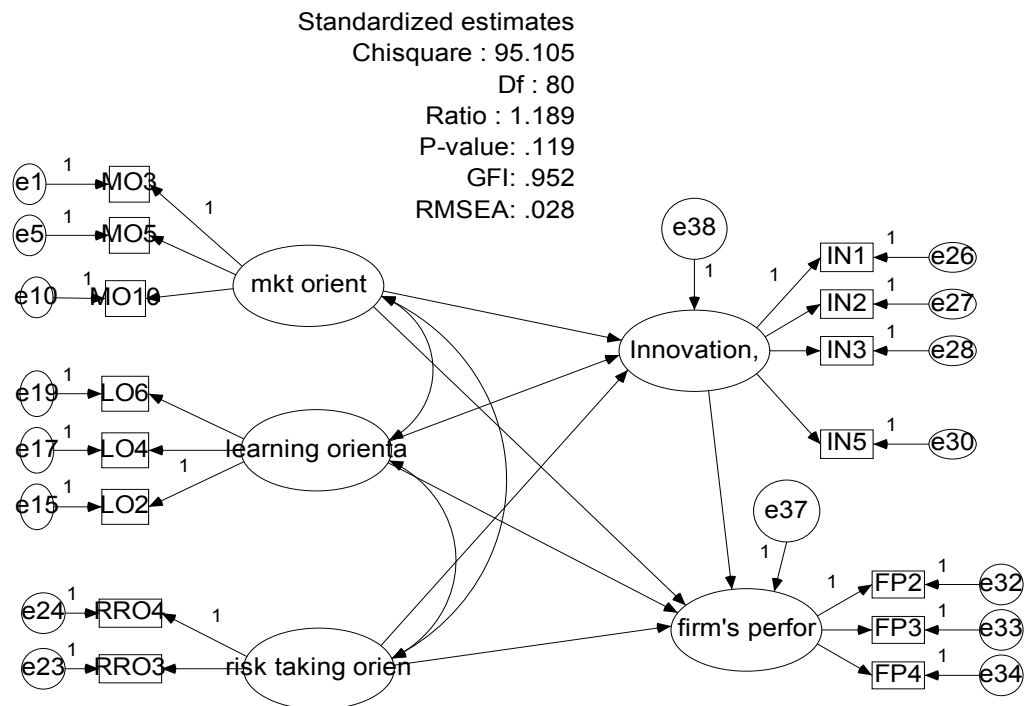 Standardized estimates
Chisquare : 95.105
Df : 80
Ratio : 1.189
P-value: .119
GFI: .952
RMSEA: .028
e1
1
MO3
1
e5
1
MO5
e10
1
MO10
mkt orient
e19
1
LO6
e17
1
LO4
1
e15
1
LO2
learning orienta
e24
1
RRO4
1
e23
1
RRO3
risk taking orien
e38
1
Innovation,
1
IN1
1
e26
IN2
1
e27
IN3
1
e28
IN5
1
e30
e37
1
firm's perfor
1
FP2
1
e32
FP3
1
e33
FP4
1
e34